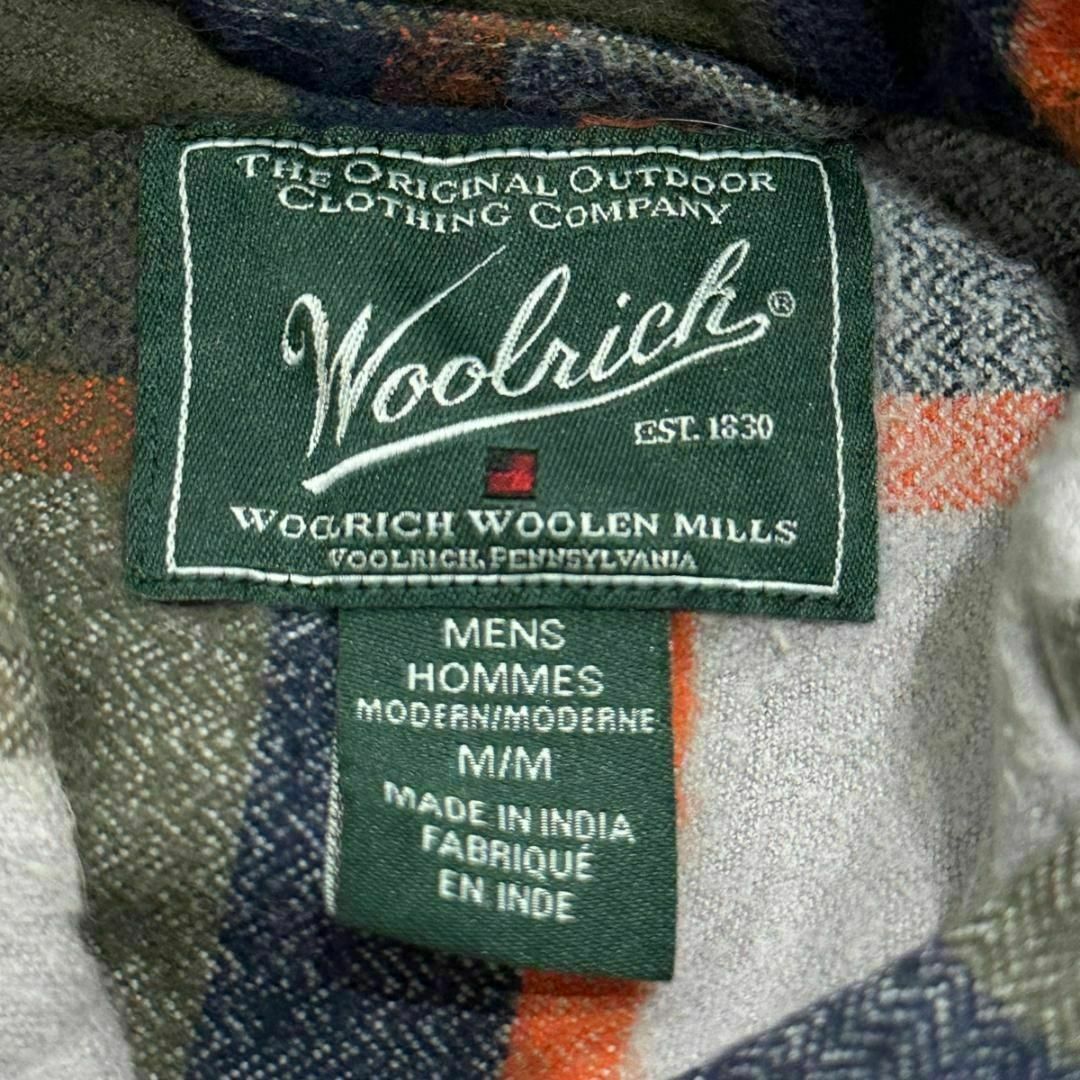 THE ORIGINAL OUTDOOR
CLOTHING COMPANY
Woolrich®
EST. 1830
WOOLRICH WOOLEN MILLS
WOOLRICH, PENNSYLVANIA
MENS
HOMMES
MODERN/MODERNE
M/M
MADE IN INDIA
FABRIQUÉ
EN INDE